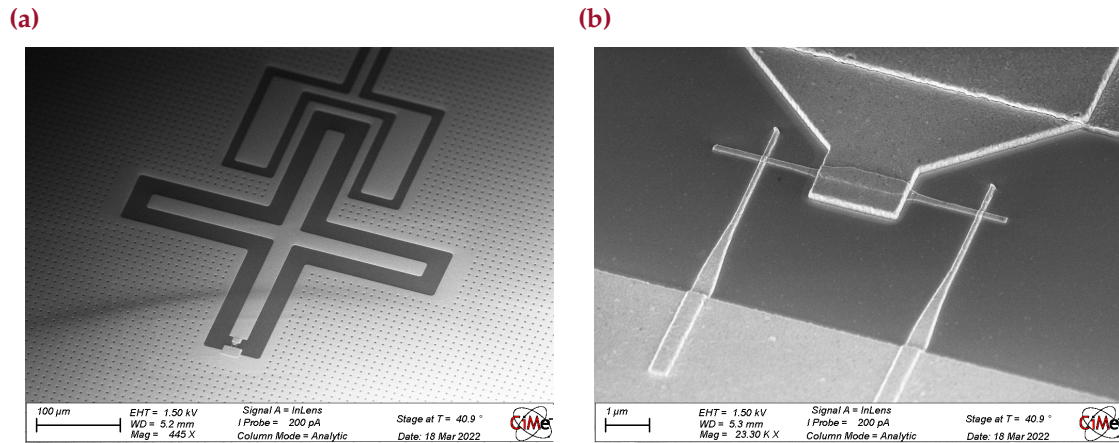 (a)
(b)
100 µm
EHT = 1.50 kV
WD = 5.2 mm
Mag = 445 X
Signal A = InLens
I Probe = 200 pA
Column Mode = Analytic
Stage at T = 40.9 °
Date: 18 Mar 2022
CiMe
1 µm
EHT = 1.50 kV
WD = 5.3 mm
Mag = 23.30 K X
Signal A = InLens
I Probe = 200 pA
Column Mode = Analytic
Stage at T = 40.9 °
Date: 18 Mar 2022
CiMe